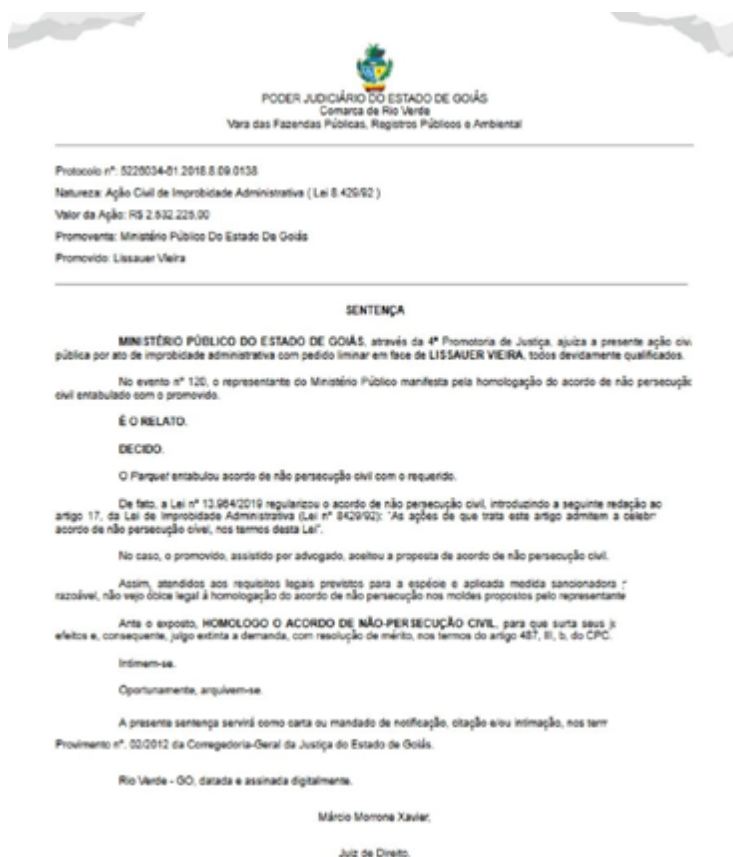 PODER JUDICIÁRIO DO ESTADO DE GOIÁS
Comarca de Rio Verde
Vara das Fazendas Públicas, Registros Públicos e Ambiental
Protocolo nº: 5226034-61.2018.8.09.0138
Natureza: Ação Civil de Improbidade Administrativa ( Lei 8.429/92 )
Valor da Ação: R$ 2.532.225,00
Promovente: Ministério Público Do Estado De Goiás
Promovido: Lissauer Vieira
SENTENÇA
MINISTÉRIO PÚBLICO DO ESTADO DE GOIÁS, através da 4ª Promotoria de Justiça, ajuíza a presente ação civi
pública por ato de improbidade administrativa com pedido liminar em face de LISSAUER VIEIRA, todos devidamente qualificados.
No evento nº 120, o representante do Ministério Público manifesta pela homologação do acordo de não persecução
civil entabulado com o promovido.
É O RELATO.
DECIDO.
O Parquet entabulou acordo de não persecução civil com o requerido.
De fato, a Lei nº 13.964/2019 regularizou o acordo de não persecução civil, introduzindo a seguinte redação ao
artigo 17, da Lei de Improbidade Administrativa (Lei nº 8429/92): "As ações de que trata este artigo admitem a celebr
acordo de não persecução cível, nos termos desta Lei".
No caso, o promovido, assistido por advogado, aceitou a proposta de acordo de não persecução civil.
Assim, atendidos aos requisitos legais previstos para a espécie e aplicada medida sancionadora
razoável, não vejo óbice legal à homologação do acordo de não persecução nos moldes propostos pelo representante
Ante o exposto, HOMOLOGO O ACORDO DE NÃO-PERSECUÇÃO CIVIL, para que surta seus
efeitos e, consequente, julgo extinta a demanda, com resolução de mérito, nos termos do artigo 487, III, b, do CPC.
Intimem-se.
Oportunamente, arquivem-se.
A presente sentença servirá como carta ou mandado de notificação, citação e/ou intimação, nos term
Provimento nº. 02/2012 da Corregedoria-Geral da Justiça do Estado de Goiás.
Rio Verde - GO, datada e assinada digitalmente.
Márcio Morrone Xavier,
Juiz de Direito.